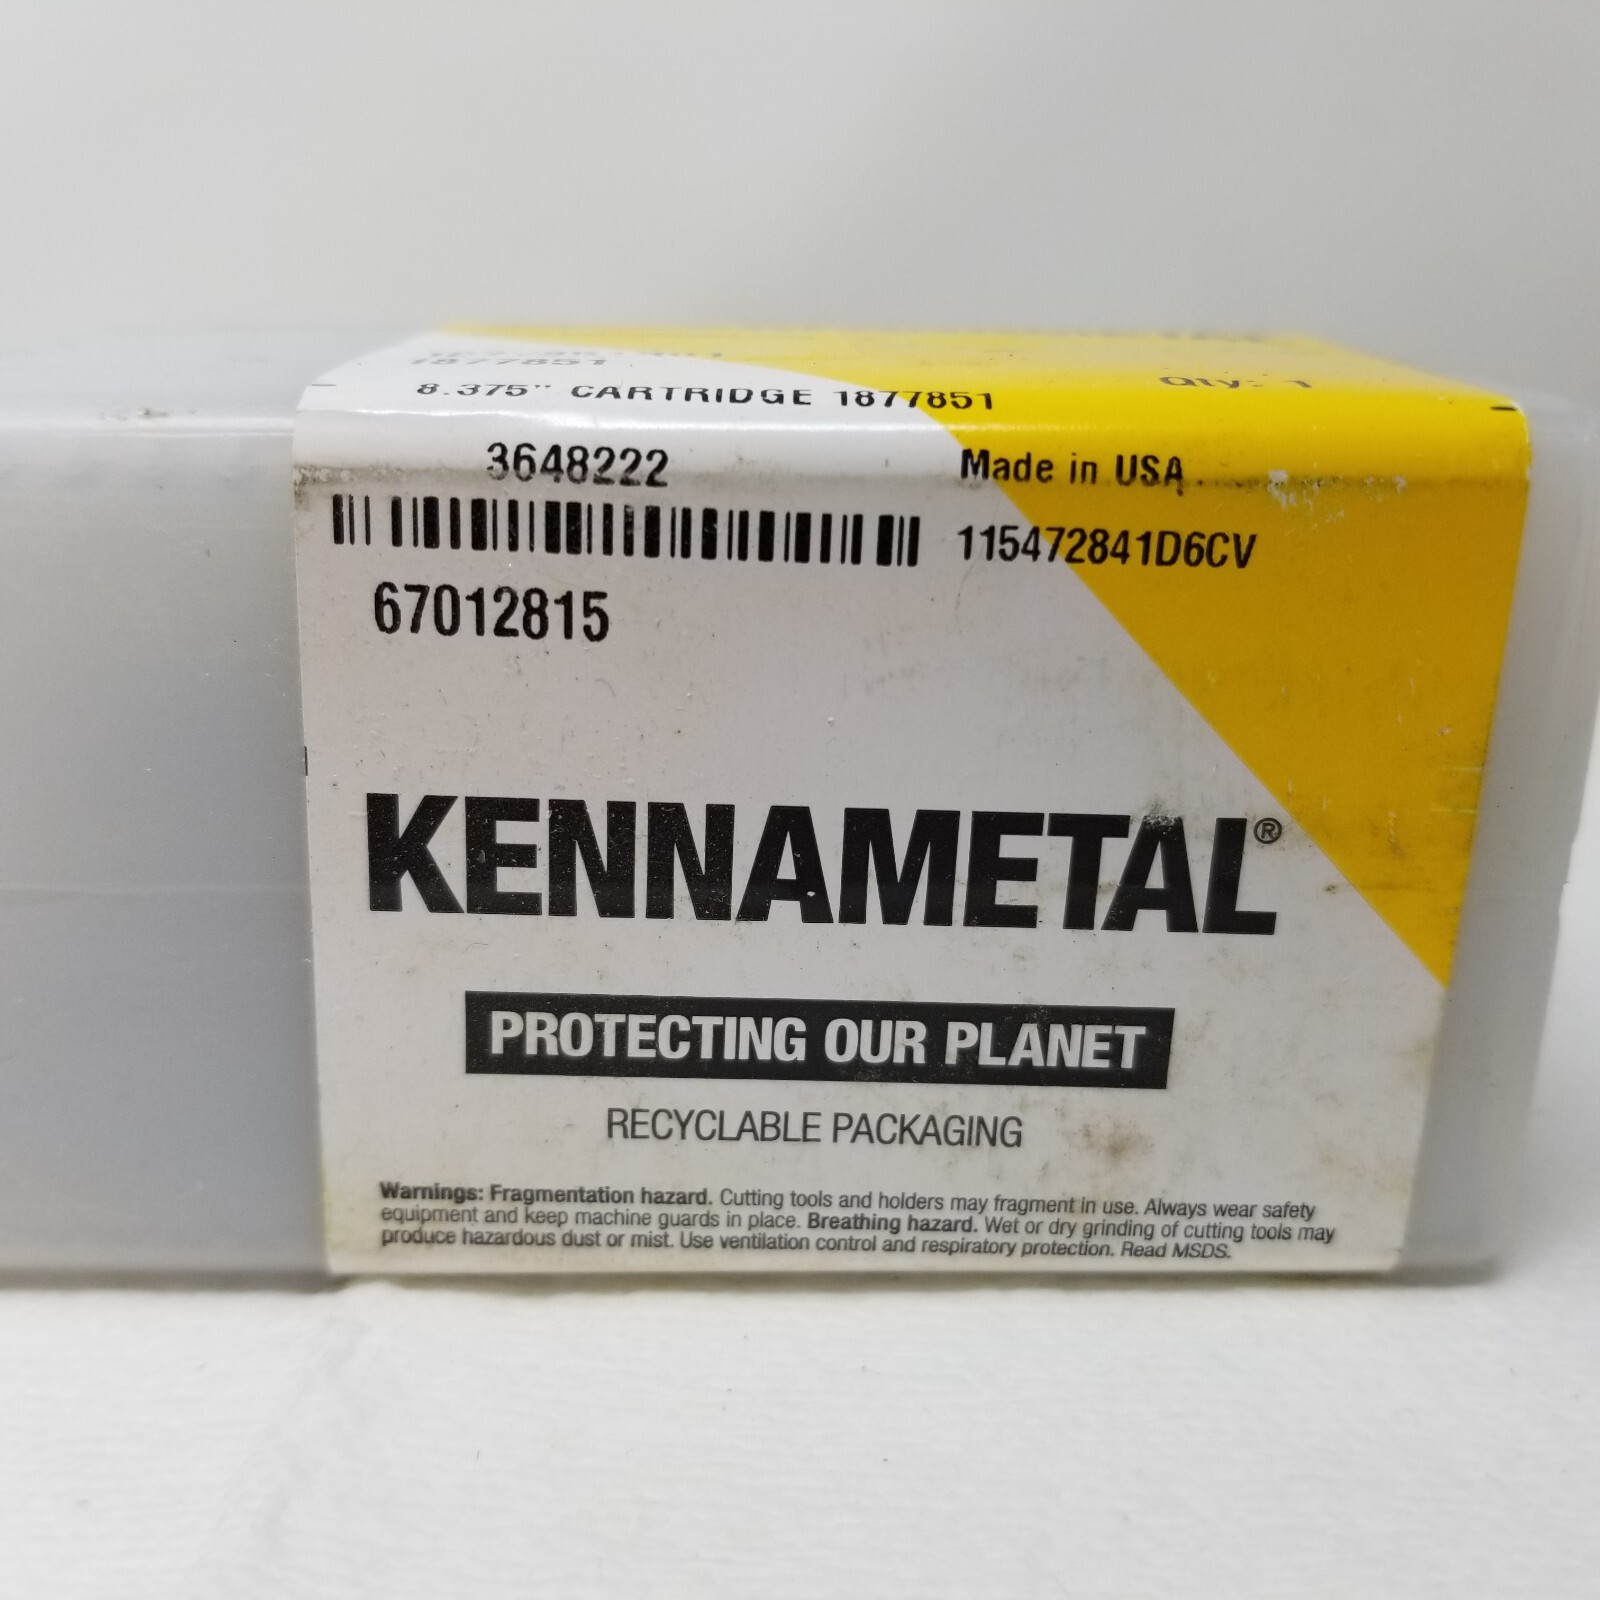 1877851
Qty: 1
8.375" CARTRIDGE 1877851
3648222
Made in USA
115472841D6CV
67012815
KENNAMETAL®
PROTECTING OUR PLANET
RECYCLABLE PACKAGING
Warnings: Fragmentation hazard. Cutting tools and holders may fragment in use. Always wear safety
equipment and keep machine guards in place. Breathing hazard. Wet or dry grinding of cutting tools may
produce hazardous dust or mist. Use ventilation control and respiratory protection. Read MSDS.